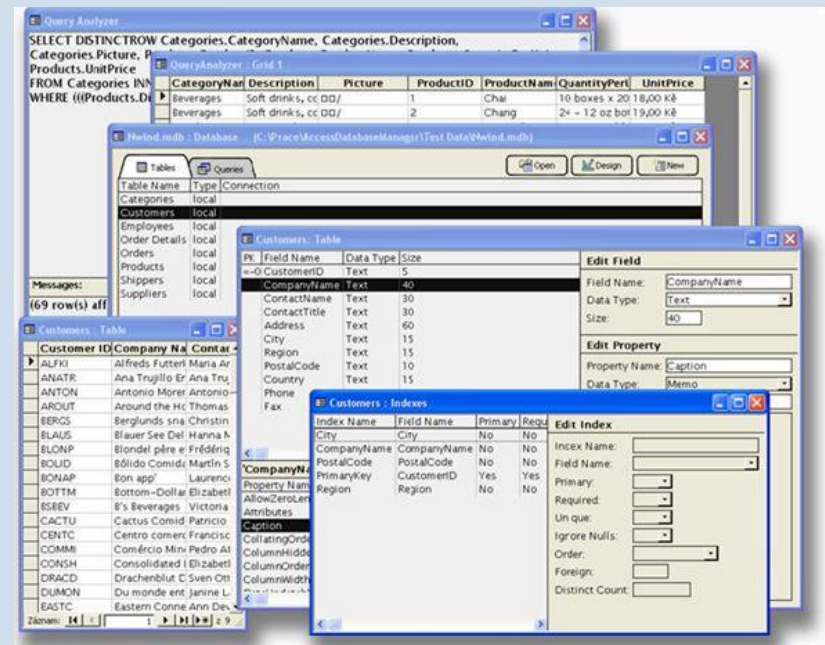 Query Analyzer
SELECT DISTINCTROW Categories.CategoryName, Categories.Description,
Categories.Picture,
Products.UnitPrice
FROM Categories INN
WHERE (((Products.Di
Messages:
(69 row(s) aff
QueryAnalyzer : Grid 1
CategoryNar Description Picture ProductID ProductNam QuantityPerl UnitPrice
Beverages Soft drinks, cc 1 Chai 10 boxes x 20 18,00 Kč
Beverages Soft drinks, cc 2 Chang 24 - 12 oz bot 19,00 Kč
Nwind.mdb : Database (C:\Prace\AccessDatabaseManager\Test Data\Nwind.mdb)
Tables Queries Open Design New
Table Name Type Connection
Categories local
Customers local
Employees local
Order Details local
Orders local
Products local
Shippers local
Suppliers local
Customers: Table
PK Field Name Data Type Size
CustomerID Text 5
CompanyName Text 40
ContactName Text 30
ContactTitle Text 30
Address Text 60
City Text 15
Region Text 15
PostalCode Text 10
Country Text 15
Phone
Fax
Edit Field
Field Name: CompanyName
Data Type: Text
Size: 40
Edit Property
Property Name: Caption
Data Type: Memo
'CompanyNa
Property Nam
AllowZeroLen
Attributes
Caption
CollatingOrde
ColumnHidde
ColumnOrder
ColumnWidth
Customers : Table
Customer ID Company Na Contac
ALFKI Alfreds Futterl Maria Ar
ANATR Ana Trujillo Er Ana Truj
ANTON Antonio Morer Antonio
AROUT Around the Hc Thomas
BERGS Berglunds sna Christin
BLAUS Blauer See Del Hanna M
BLONP Blondel père e Frédériq
BOLID Bólido Comida Martín S
BONAP Bon app' Laurenc
BOTTM Bottom-Dollar Elizabetl
BSBEV B's Beverages Victoria
CACTU Cactus Comid Patricio
CENTC Centro comerc Francisc
COMMI Comércio Mine Pedro Af
CONSH Consolidated I Elizabetl
DRACD Drachenblut D Sven Ott
DUMON Du monde ent Janine L
EASTC Eastern Conne Ann Dev
Záznam: 1 z 9
Customers : Indexes
Index Name Field Name Primary Requ
City City No No
CompanyName CompanyName No No
PostalCode PostalCode No No
PrimaryKey CustomerID Yes Yes
Region Region No No
Edit Index
Index Name:
Field Name:
Primary:
Required:
Unique:
Ignore Nulls:
Order:
Foreign:
Distinct Count: